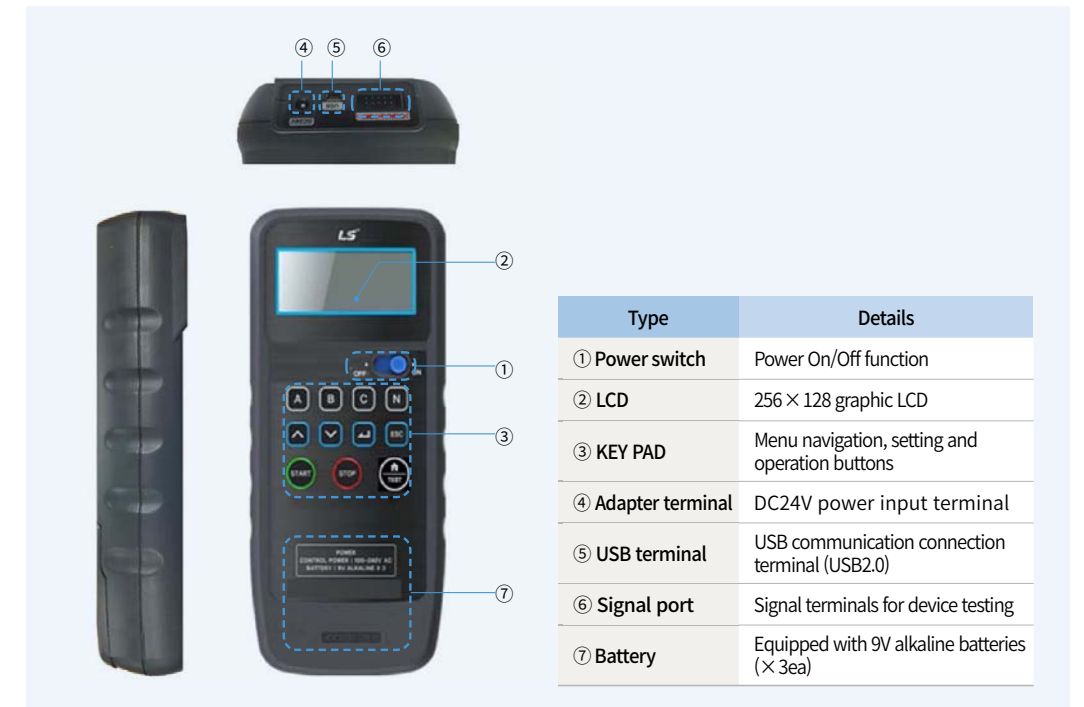 ④ ⑤ ⑥
USB
DC24V
LS
②
OFF ON
①
A B C N
ESC
③
START STOP TEST
POWER
CONTROL POWER | 100~240V AC
BATTERY | 9V ALKALINE X 3
⑦
Type Details
① Power switch Power On/Off function
② LCD 256 × 128 graphic LCD
③ KEY PAD Menu navigation, setting and
operation buttons
④ Adapter terminal DC24V power input terminal
⑤ USB terminal USB communication connection
terminal (USB2.0)
⑥ Signal port Signal terminals for device testing
⑦ Battery Equipped with 9V alkaline batteries
(× 3ea)